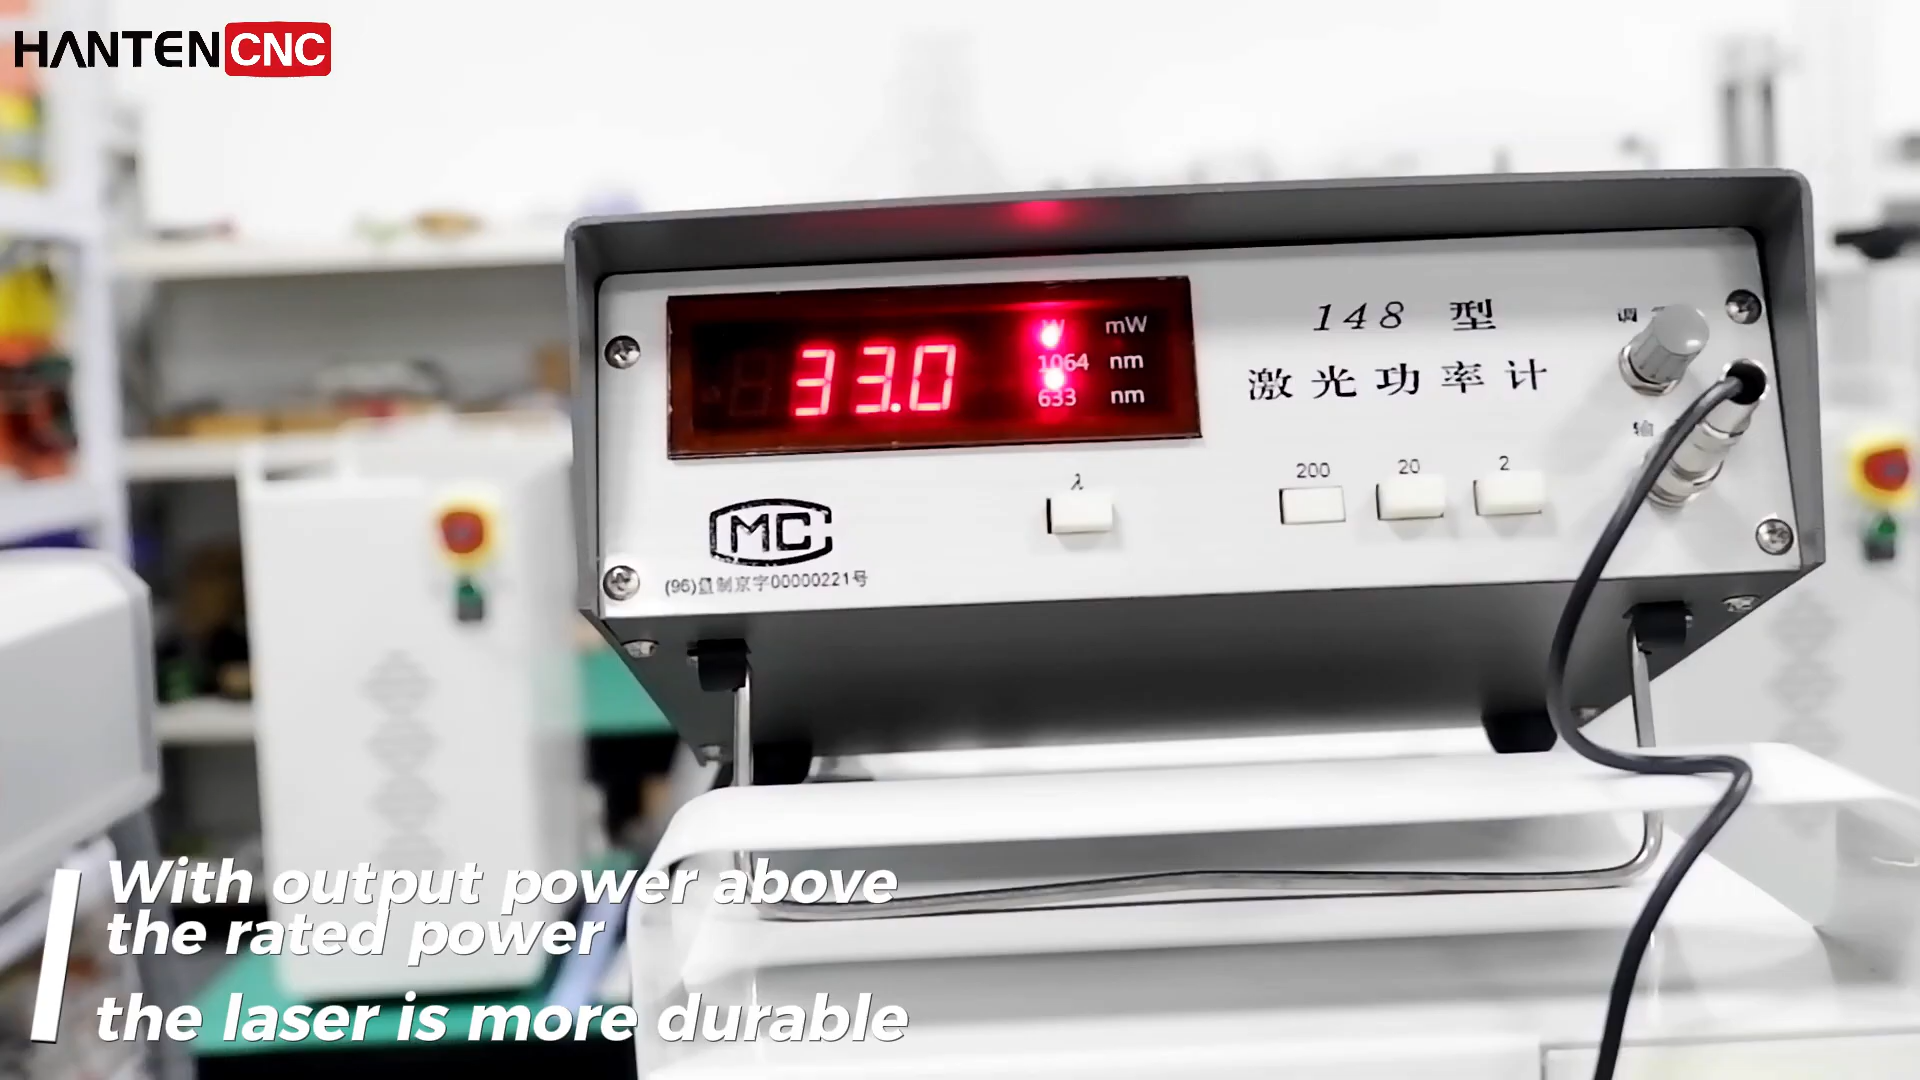 HANTENCNC
33.0
W mW
1064 nm
633 nm
148 型
激光功率计
调
输
λ
200 20 2
MC
(96)量制京字00000221号
With output power above
the rated power
the laser is more durable